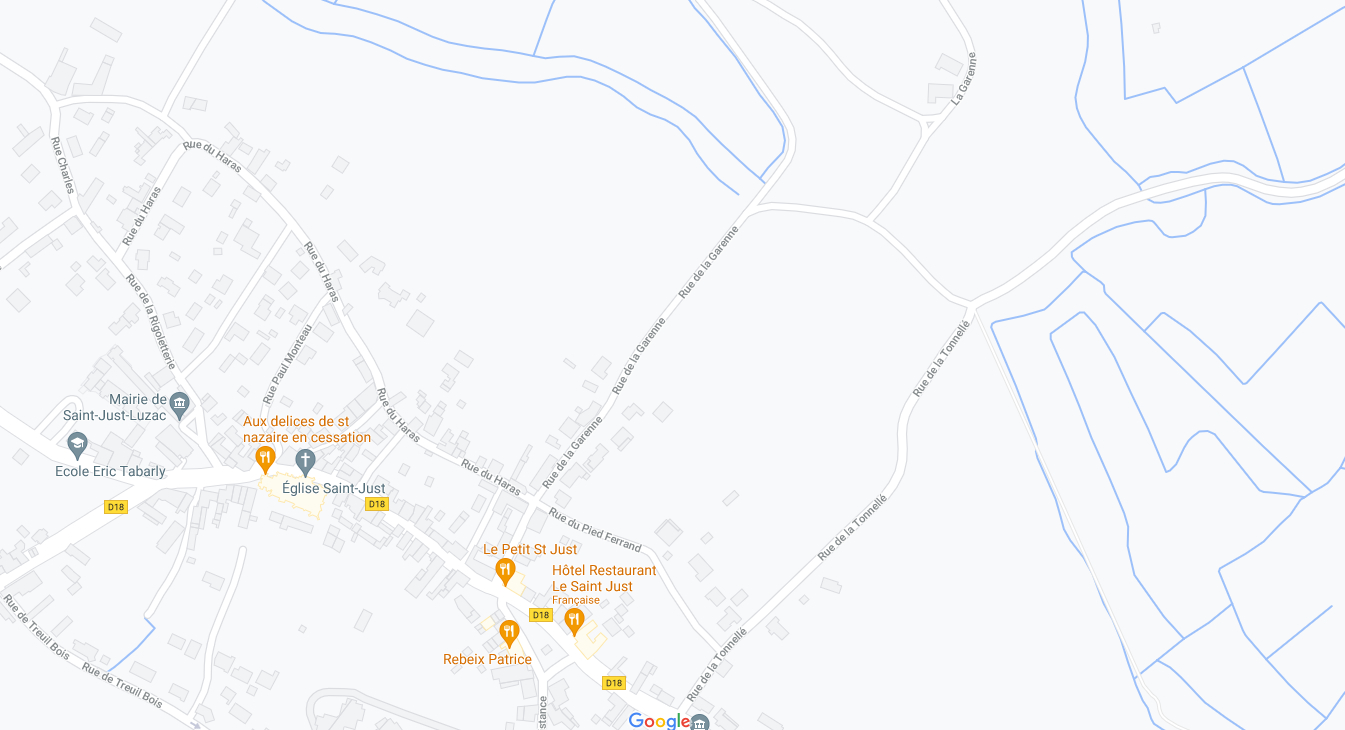 La Garenne
Rue Charles
Rue du Haras
Rue du Haras
Rue du Haras
Rue de la Garenne
Rue de la Rigoletterie
Rue Paul Monteau
Rue de la Garenne
Rue de la Tonnellé
Mairie de
Saint-Just-Luzac
Rue du Haras
Aux delices de st
nazaire en cessation
Rue de la Garenne
Ecole Eric Tabarly
Église Saint-Just
Rue du Haras
D18
D18
Rue du Pied Ferrand
Rue de la Tonnellé
Le Petit St Just
Hôtel Restaurant
Le Saint Just
Française
D18
Rue de Treuil Bois
Rebeix Patrice
Rue de la Tonnellé
Rue de Treuil Bois
D18
stance
Google